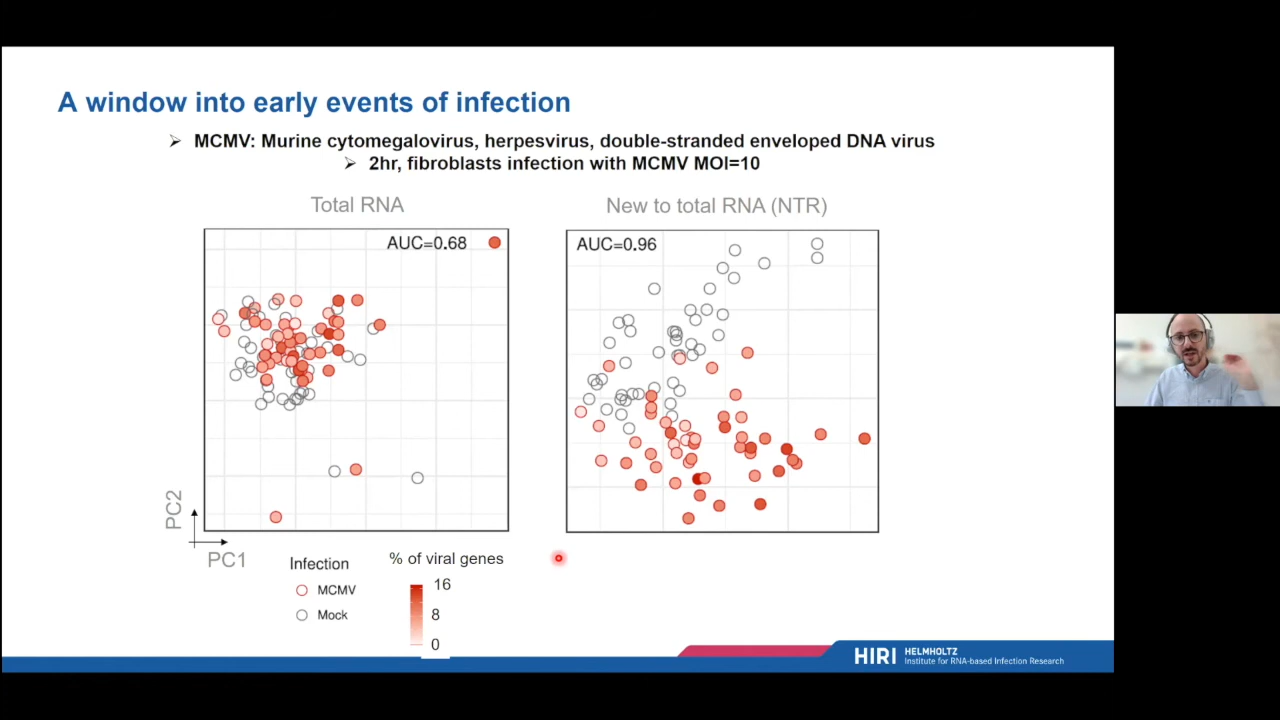 A window into early events of infection
➢ MCMV: Murine cytomegalovirus, herpesvirus, double-stranded enveloped DNA virus
➢ 2hr, fibroblasts infection with MCMV MOI=10
Total RNA
New to total RNA (NTR)
AUC=0.68
AUC=0.96
PC2
PC1
Infection
MCMV
Mock
% of viral genes
16
8
0
HIRI
HELMHOLTZ
Institute for RNA-based Infection Research